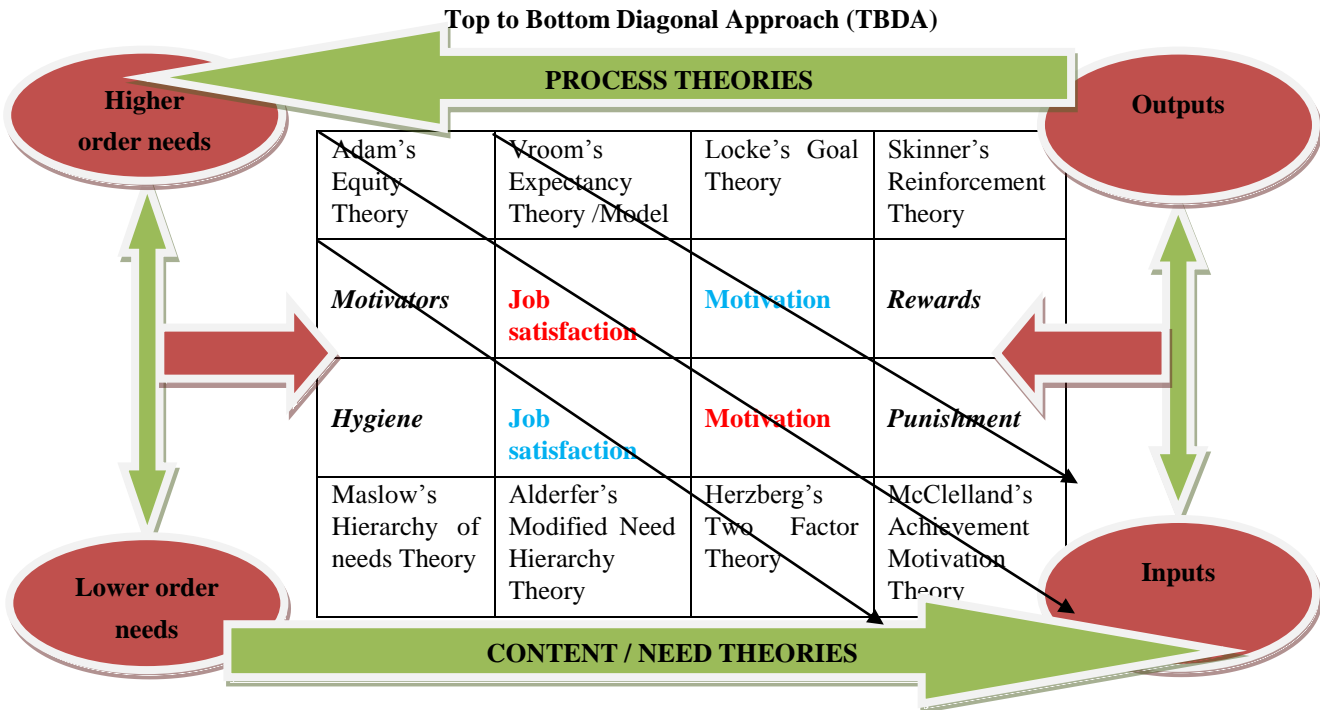 Top to Bottom Diagonal Approach (TBDA)
PROCESS THEORIES
Higher
order needs
Outputs
Adam's
Equity
Theory
Vroom's
Expectancy
Theory /Model
Locke's Goal
Theory
Skinner's
Reinforcement
Theory
Motivators
Job
satisfaction
Motivation
Rewards
Hygiene
Job
satisfaction
Motivation
Punishment
Maslow's
Hierarchy of
needs Theory
Alderfer's
Modified Need
Hierarchy
Theory
Herzberg's
Two Factor
Theory
McClelland's
Achievement
Motivation
Theory
Lower order
needs
Inputs
CONTENT / NEED THEORIES